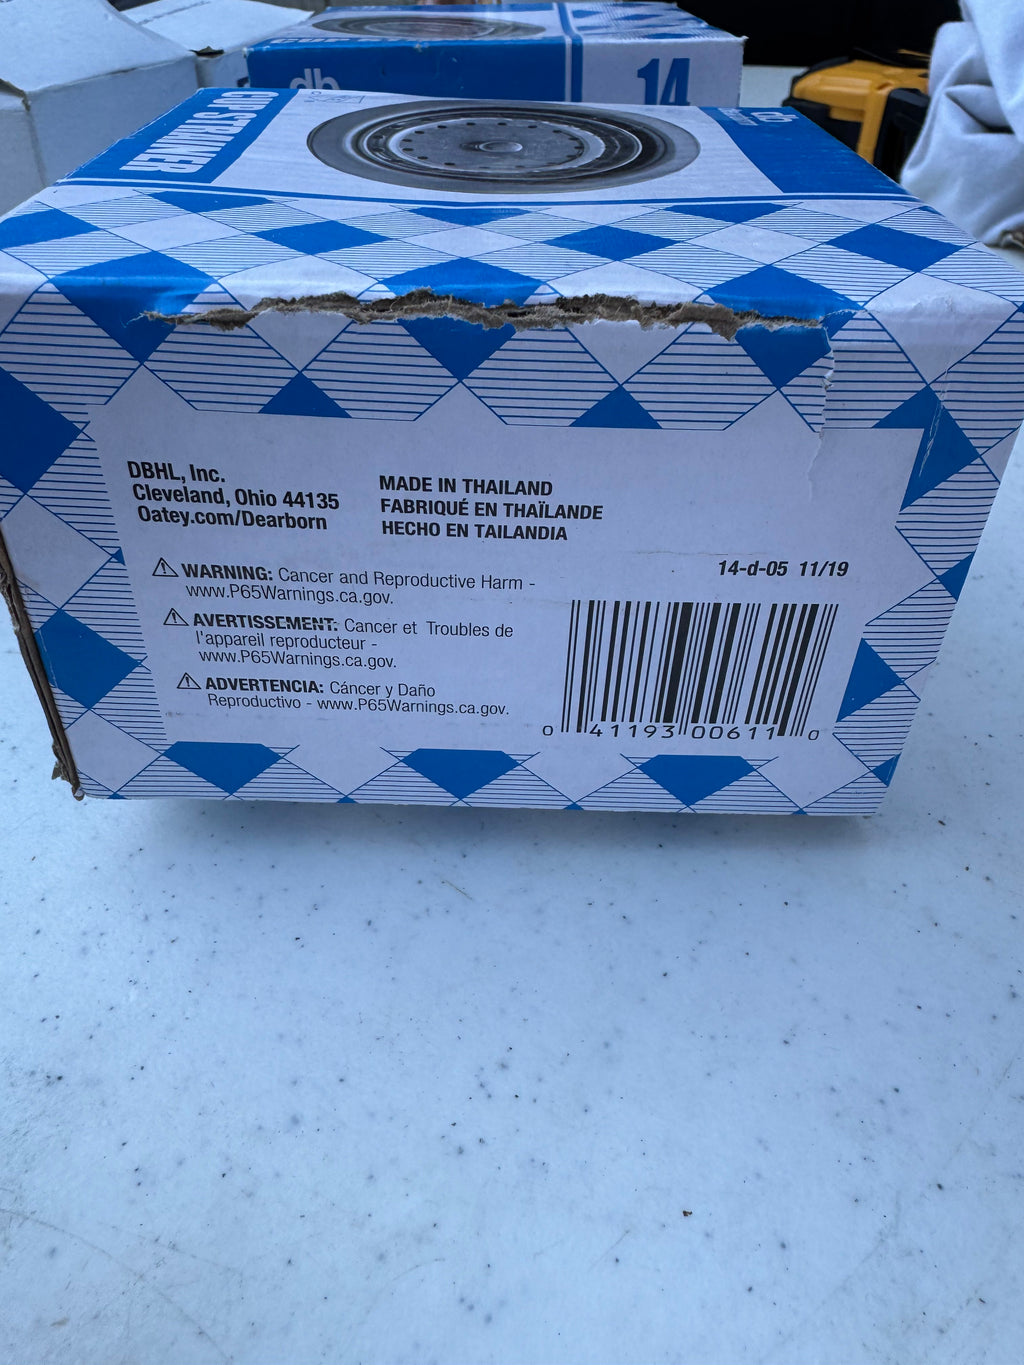 db
14
CUP STRAINER
db
DBHL, Inc.
Cleveland, Ohio 44135
Oatey.com/Dearborn
MADE IN THAILAND
FABRIQUÉ EN THAÏLANDE
HECHO EN TAILANDIA
14-d-05 11/19
WARNING: Cancer and Reproductive Harm -
www.P65Warnings.ca.gov.
AVERTISSEMENT: Cancer et Troubles de
l'appareil reproducteur -
www.P65Warnings.ca.gov.
ADVERTENCIA: Cáncer y Daño
Reproductivo - www.P65Warnings.ca.gov.
0 41193 00611 0